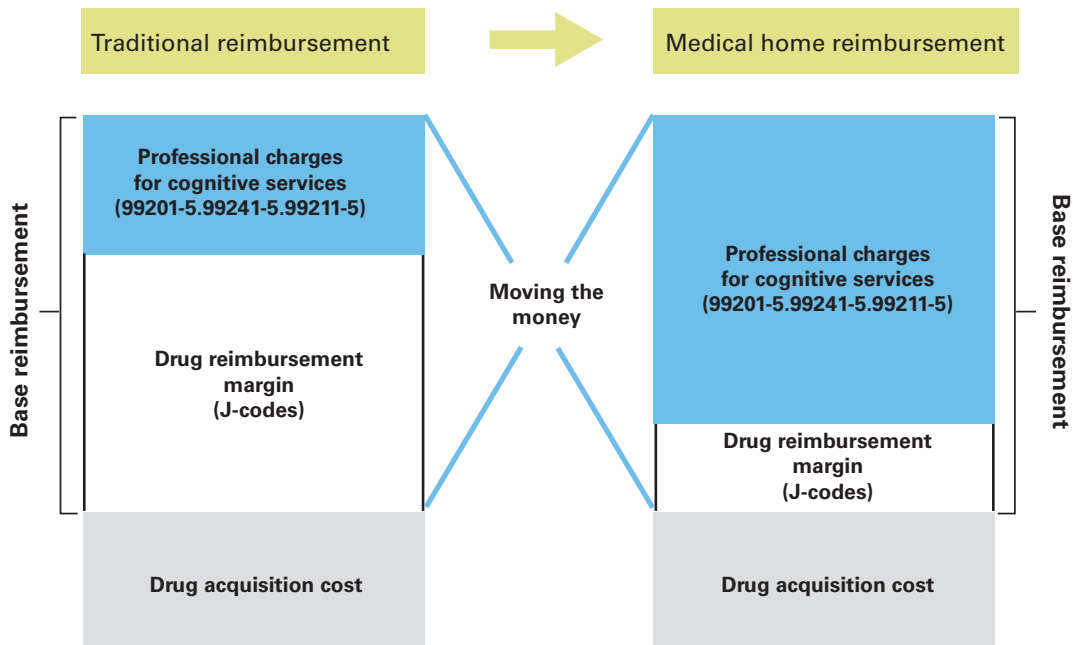 Traditional reimbursement
Medical home reimbursement
Base reimbursement
Professional charges
for cognitive services
(99201-5.99241-5.99211-5)
Drug reimbursement
margin
(J-codes)
Drug acquisition cost
Moving the
money
Professional charges
for cognitive services
(99201-5.99241-5.99211-5)
Drug reimbursement
margin
(J-codes)
Drug acquisition cost
Base reimbursement